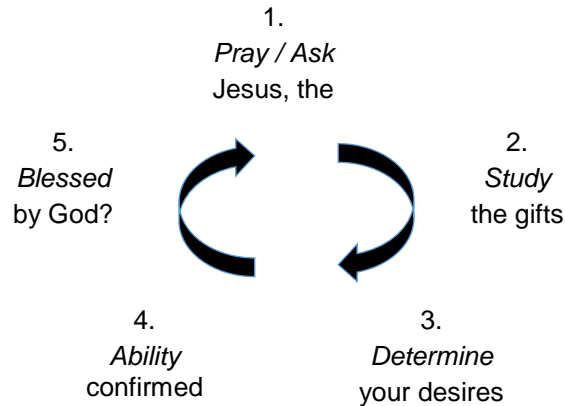 1.
Pray / Ask
Jesus, the
2.
Study
the gifts
3.
Determine
your desires
4.
Ability
confirmed
5.
Blessed
by God?